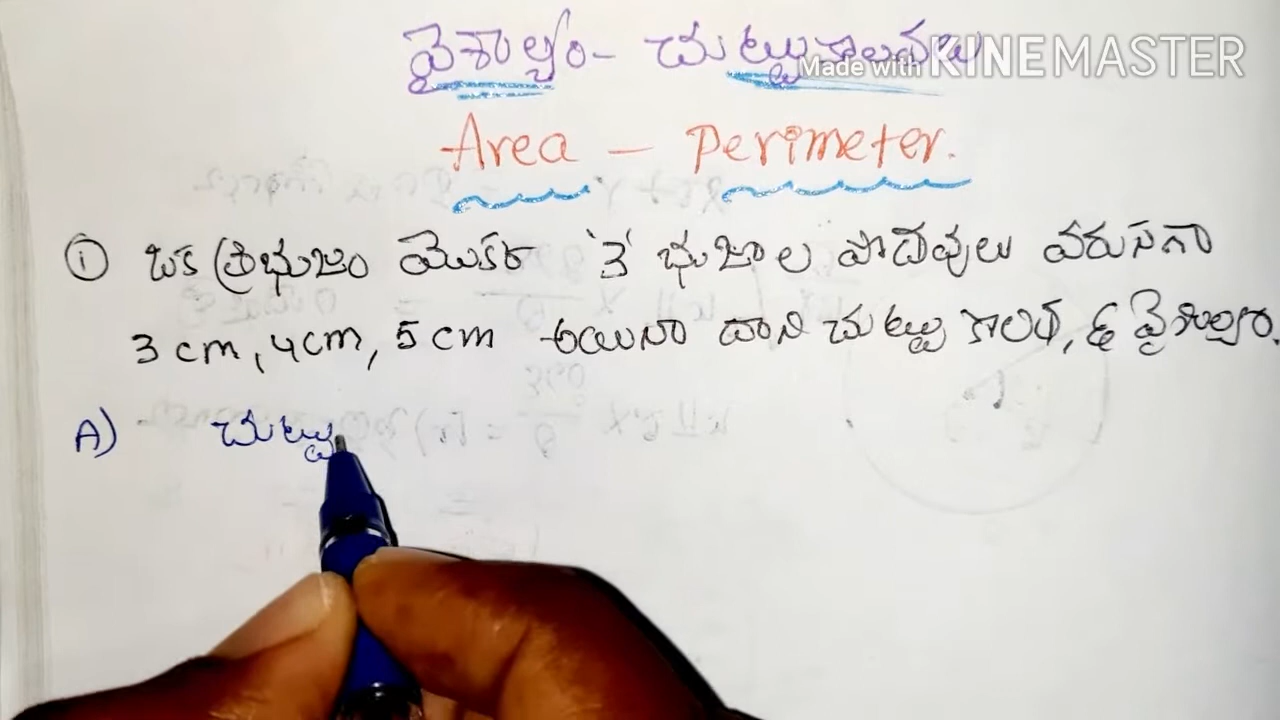 వైశాల్యం- చుట్టుకొలతలు
Made with KINEMASTER
Area - Perimeter.
① ఒక త్రిభుజం యొక్క '3' భుజాల పొడవులు వరుసగా
3 cm, 4cm, 5 cm అయినా దాని చుట్టు కొలత, & వైశాల్యం.
A) చుట్టు